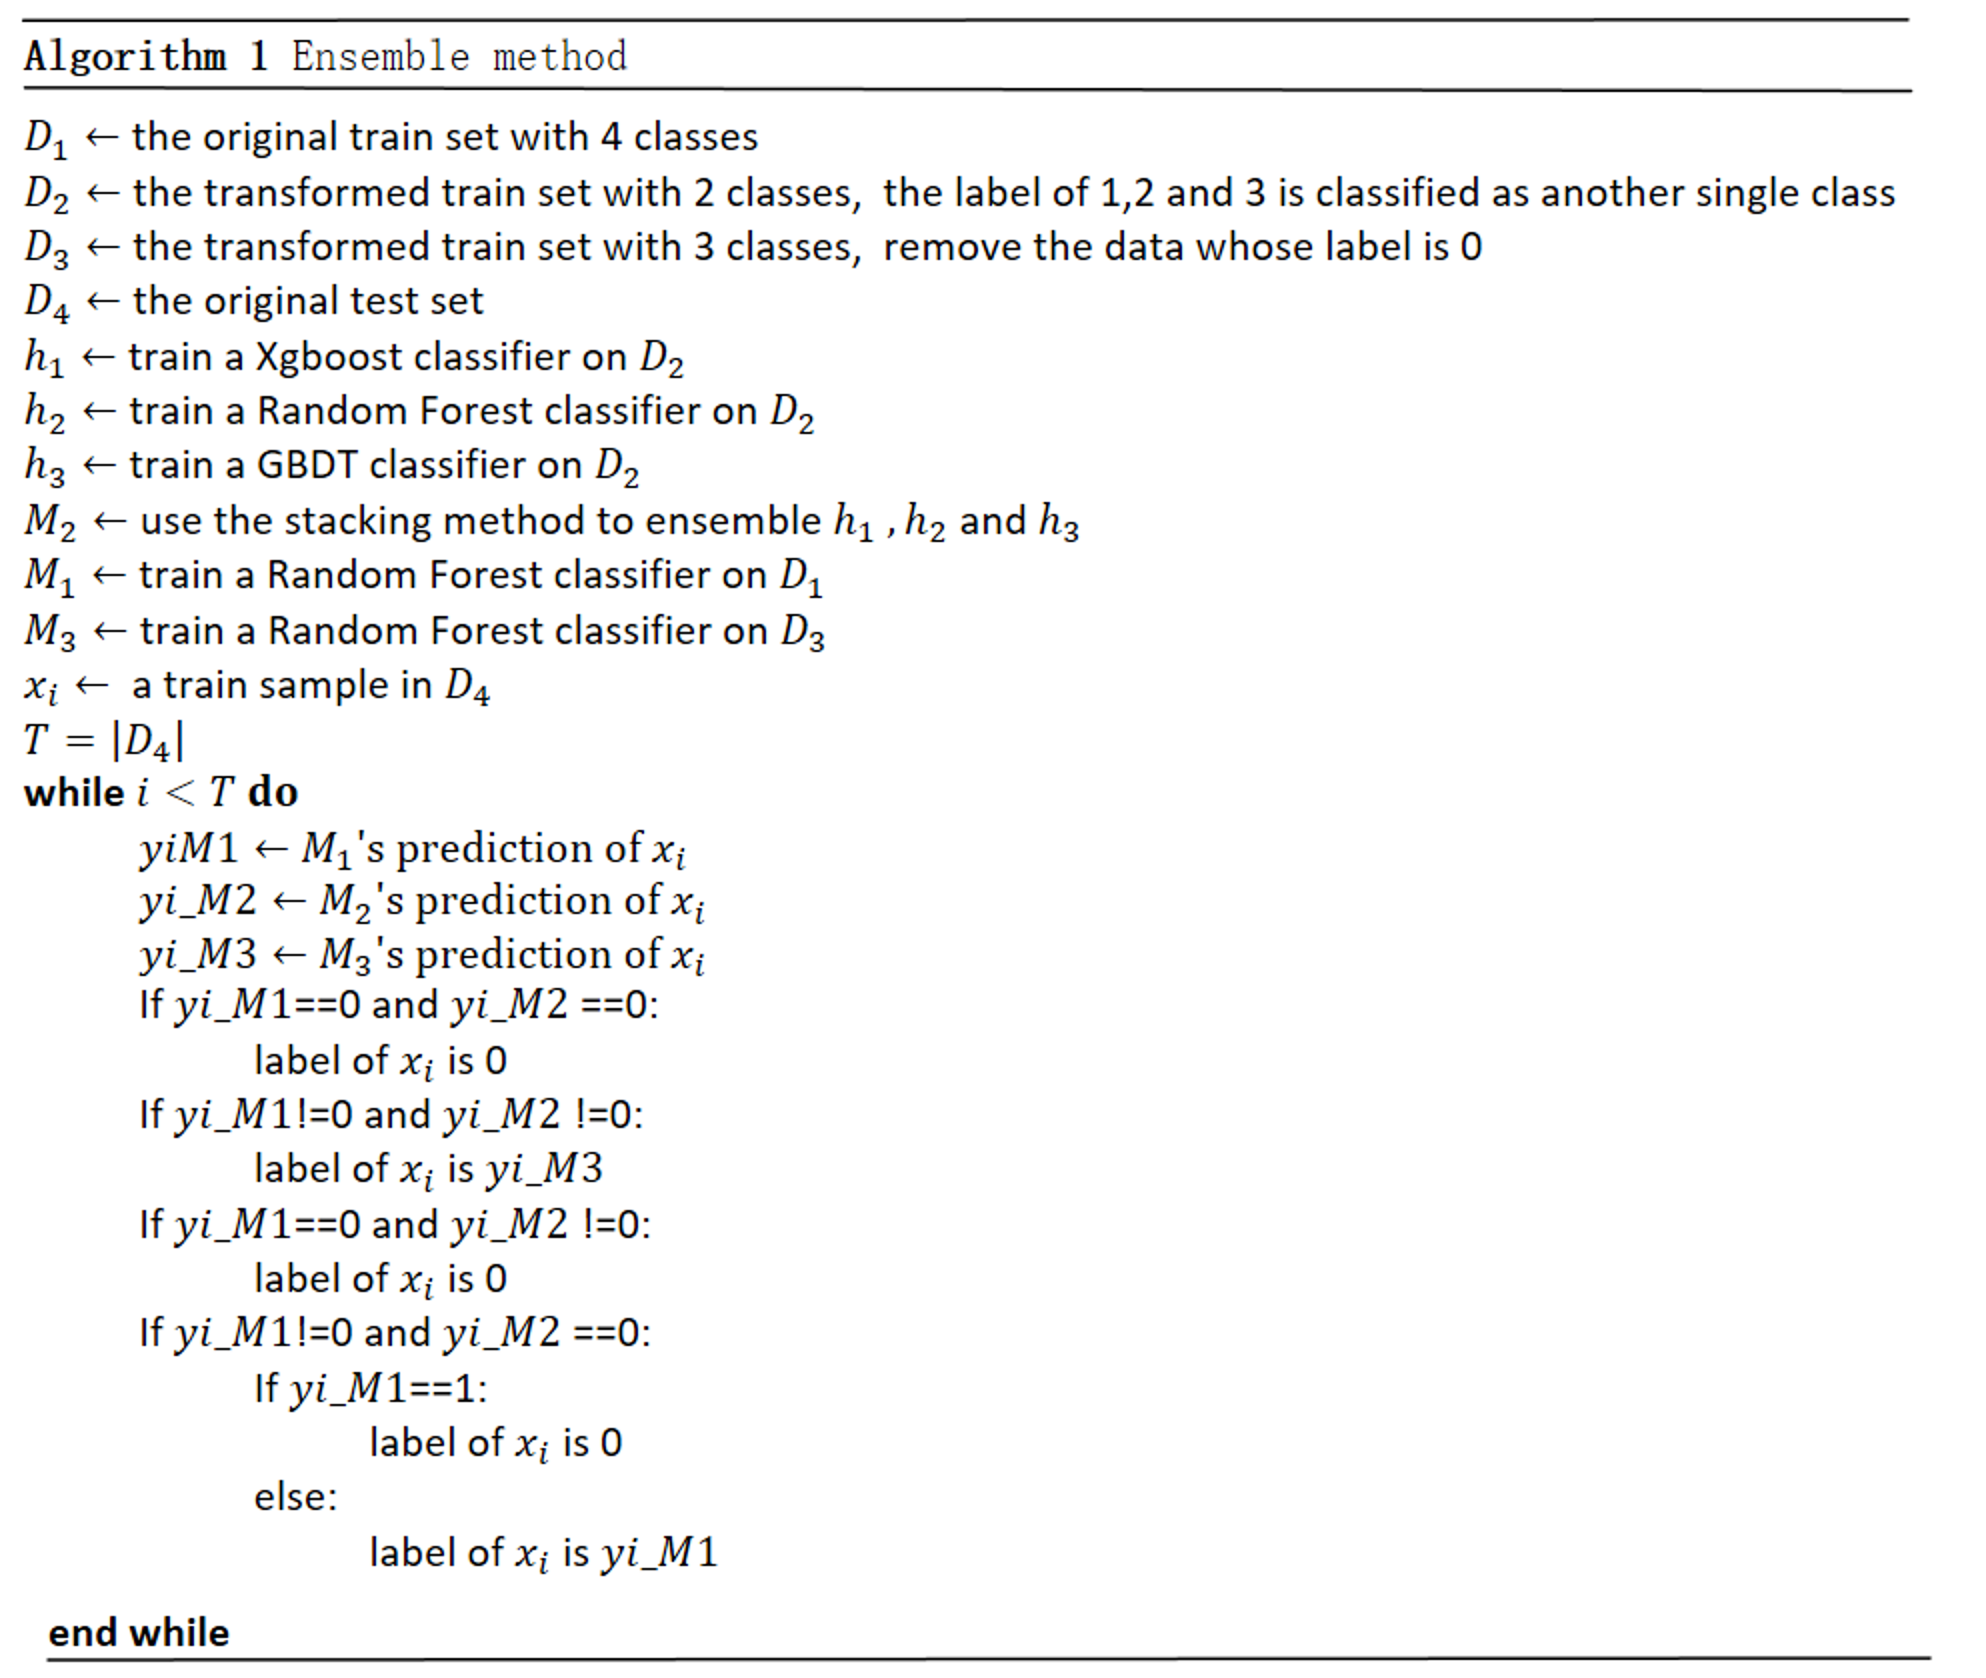 Algorithm 1 Ensemble method
D₁ ← the original train set with 4 classes
D₂ ← the transformed train set with 2 classes, the label of 1,2 and 3 is classified as another single class
D₃ ← the transformed train set with 3 classes, remove the data whose label is 0
D₄ ← the original test set
h₁ ← train a Xgboost classifier on D₂
h₂ ← train a Random Forest classifier on D₂
h₃ ← train a GBDT classifier on D₂
M₂ ← use the stacking method to ensemble h₁ , h₂ and h₃
M₁ ← train a Random Forest classifier on D₁
M₃ ← train a Random Forest classifier on D₃
xᵢ ← a train sample in D₄
T = |D₄|
while i < T do
yiM1 ← M₁'s prediction of xᵢ
yi_M2 ← M₂'s prediction of xᵢ
yi_M3 ← M₃'s prediction of xᵢ
If yi_M1==0 and yi_M2 ==0:
label of xᵢ is 0
If yi_M1!=0 and yi_M2 !=0:
label of xᵢ is yi_M3
If yi_M1==0 and yi_M2 !=0:
label of xᵢ is 0
If yi_M1!=0 and yi_M2 ==0:
If yi_M1==1:
label of xᵢ is 0
else:
label of xᵢ is yi_M1
end while